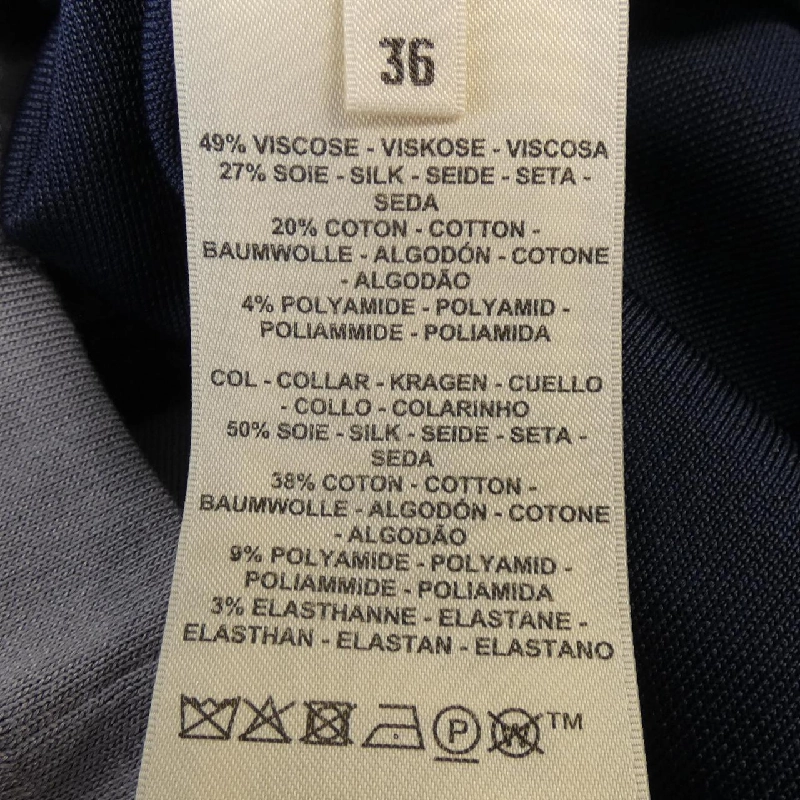 36
49% VISCOSE - VISKOSE - VISCOSA
27% SOIE - SILK - SEIDE - SETA -
SEDA
20% COTON - COTTON -
BAUMWOLLE - ALGODÓN - COTONE
- ALGODÃO
4% POLYAMIDE - POLYAMID -
POLIAMMIDE - POLIAMIDA
COL - COLLAR - KRAGEN - CUELLO
- COLLO - COLARINHO
50% SOIE - SILK - SEIDE - SETA -
SEDA
38% COTON - COTTON -
BAUMWOLLE - ALGODÓN - COTONE
- ALGODÃO
9% POLYAMIDE - POLYAMID -
POLIAMMIDE - POLIAMIDA
3% ELASTHANNE - ELASTANE -
ELASTHAN - ELASTAN - ELASTANO
P W TM